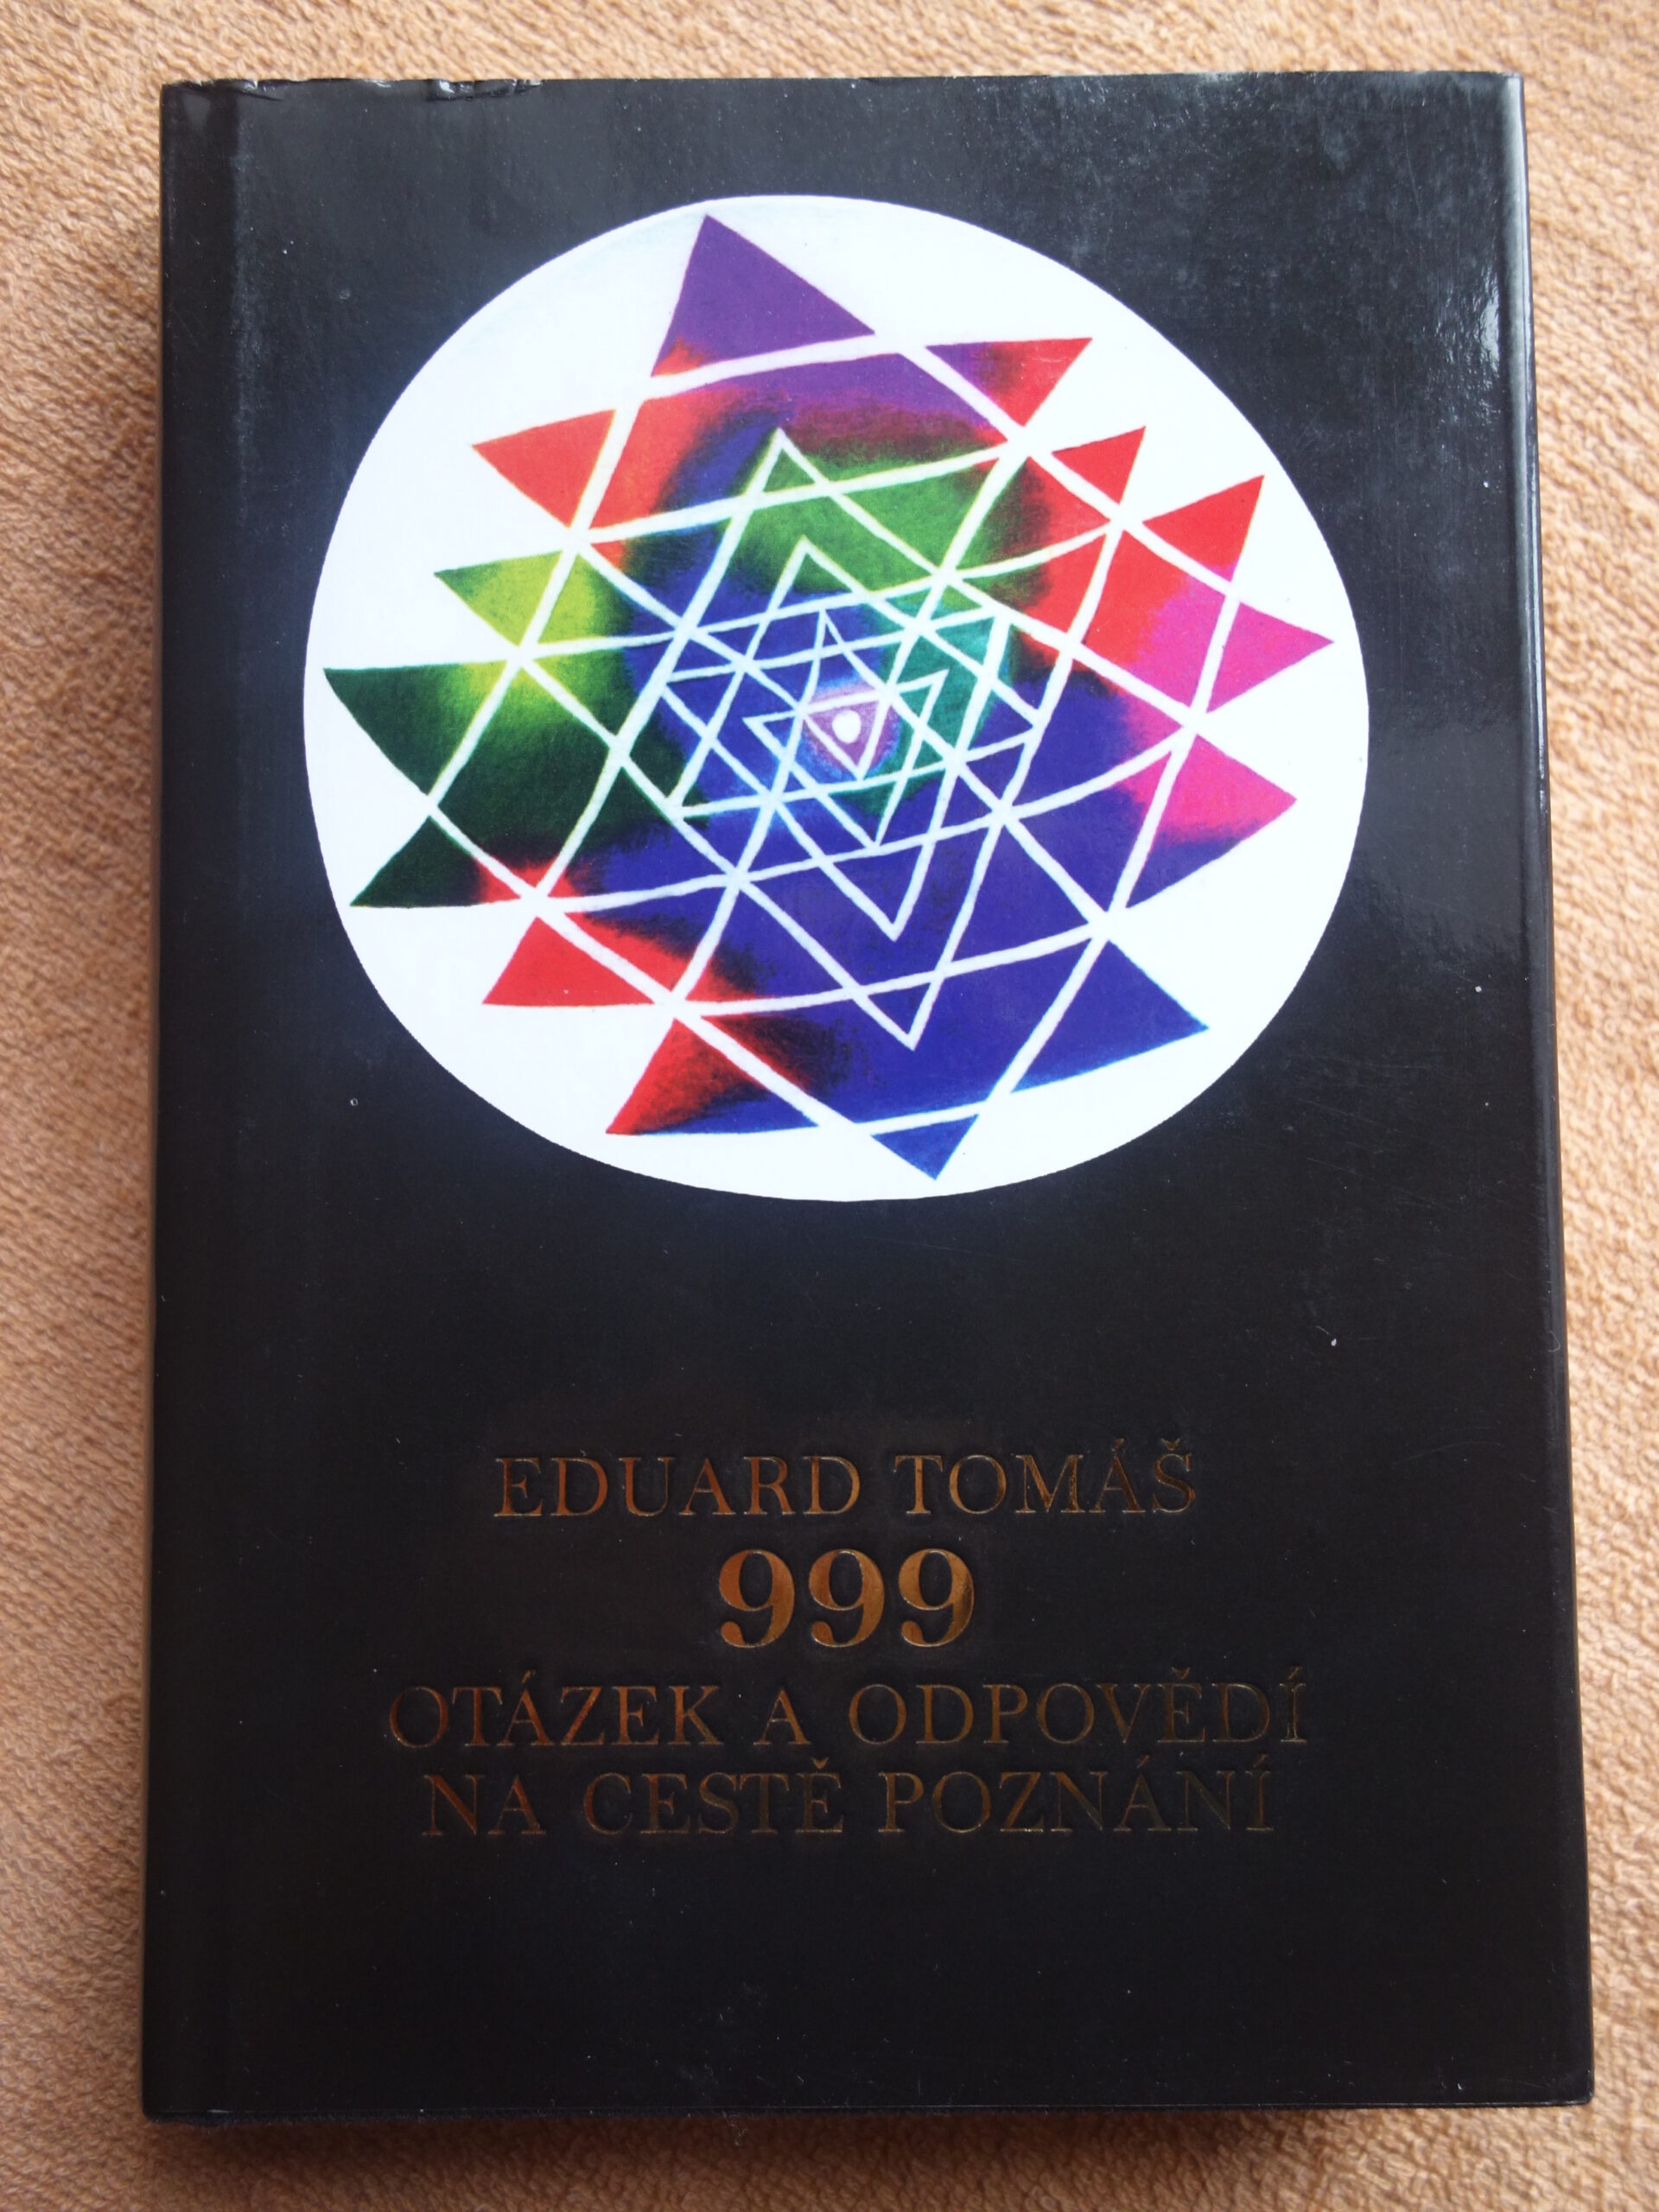 EDUARD TOMÁŠ
999
OTÁZEK A ODPOVĚDÍ
NA CESTĚ POZNÁNÍ